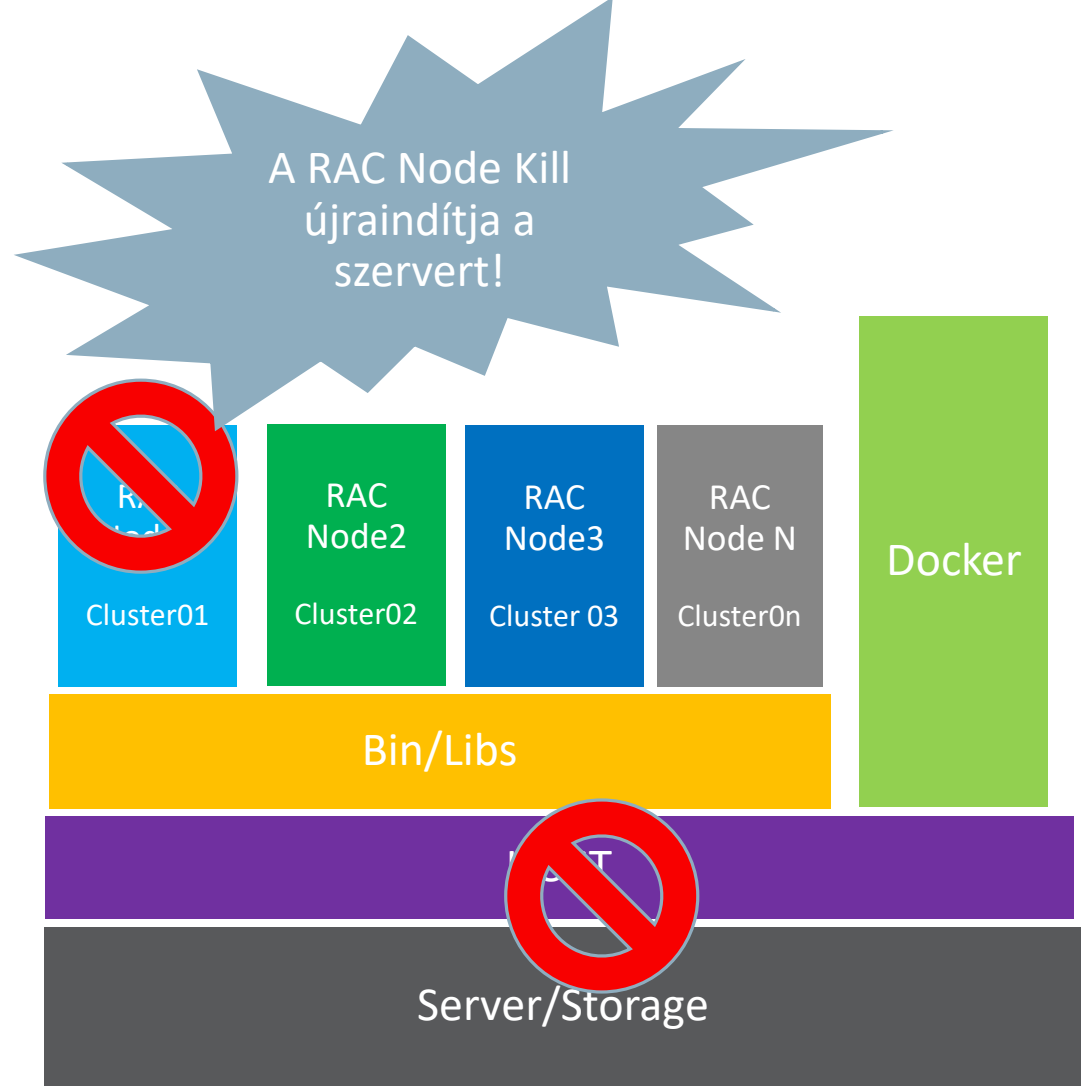 A RAC Node Kill
újraindítja a
szervert!
Cluster01
RAC
Node2
Cluster02
RAC
Node3
Cluster 03
RAC
Node N
Cluster0n
Docker
Bin/Libs
Server/Storage